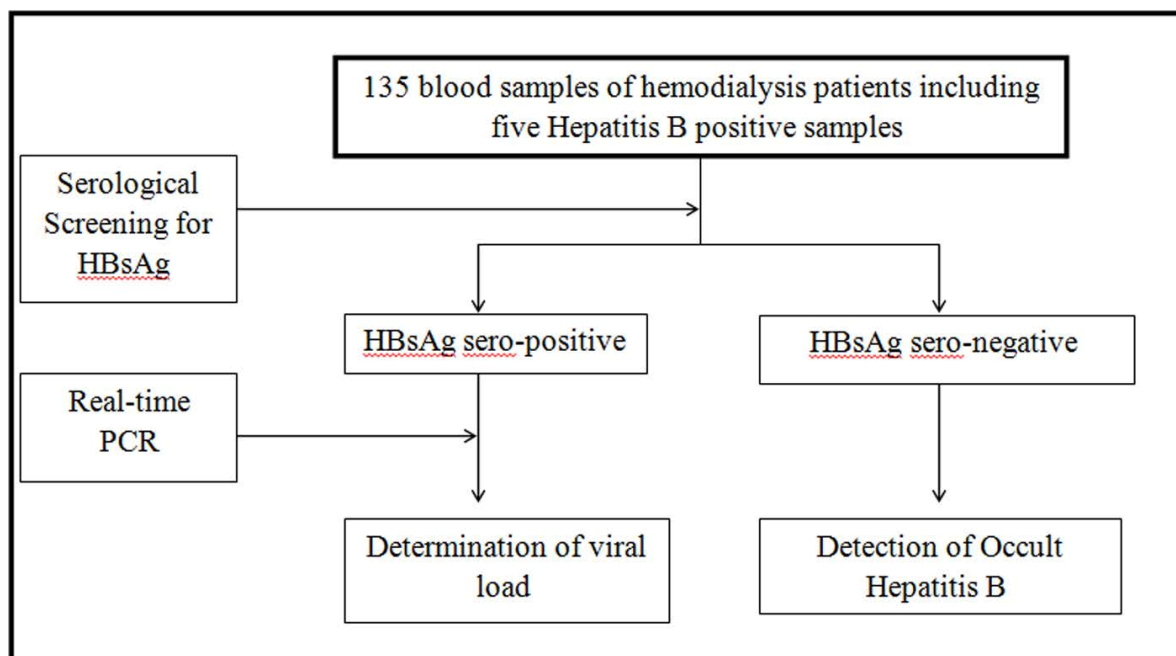 135 blood samples of hemodialysis patients including
five Hepatitis B positive samples
Serological
Screening for
HBsAg
HBsAg sero-positive
HBsAg sero-negative
Real-time
PCR
Determination of viral
load
Detection of Occult
Hepatitis B